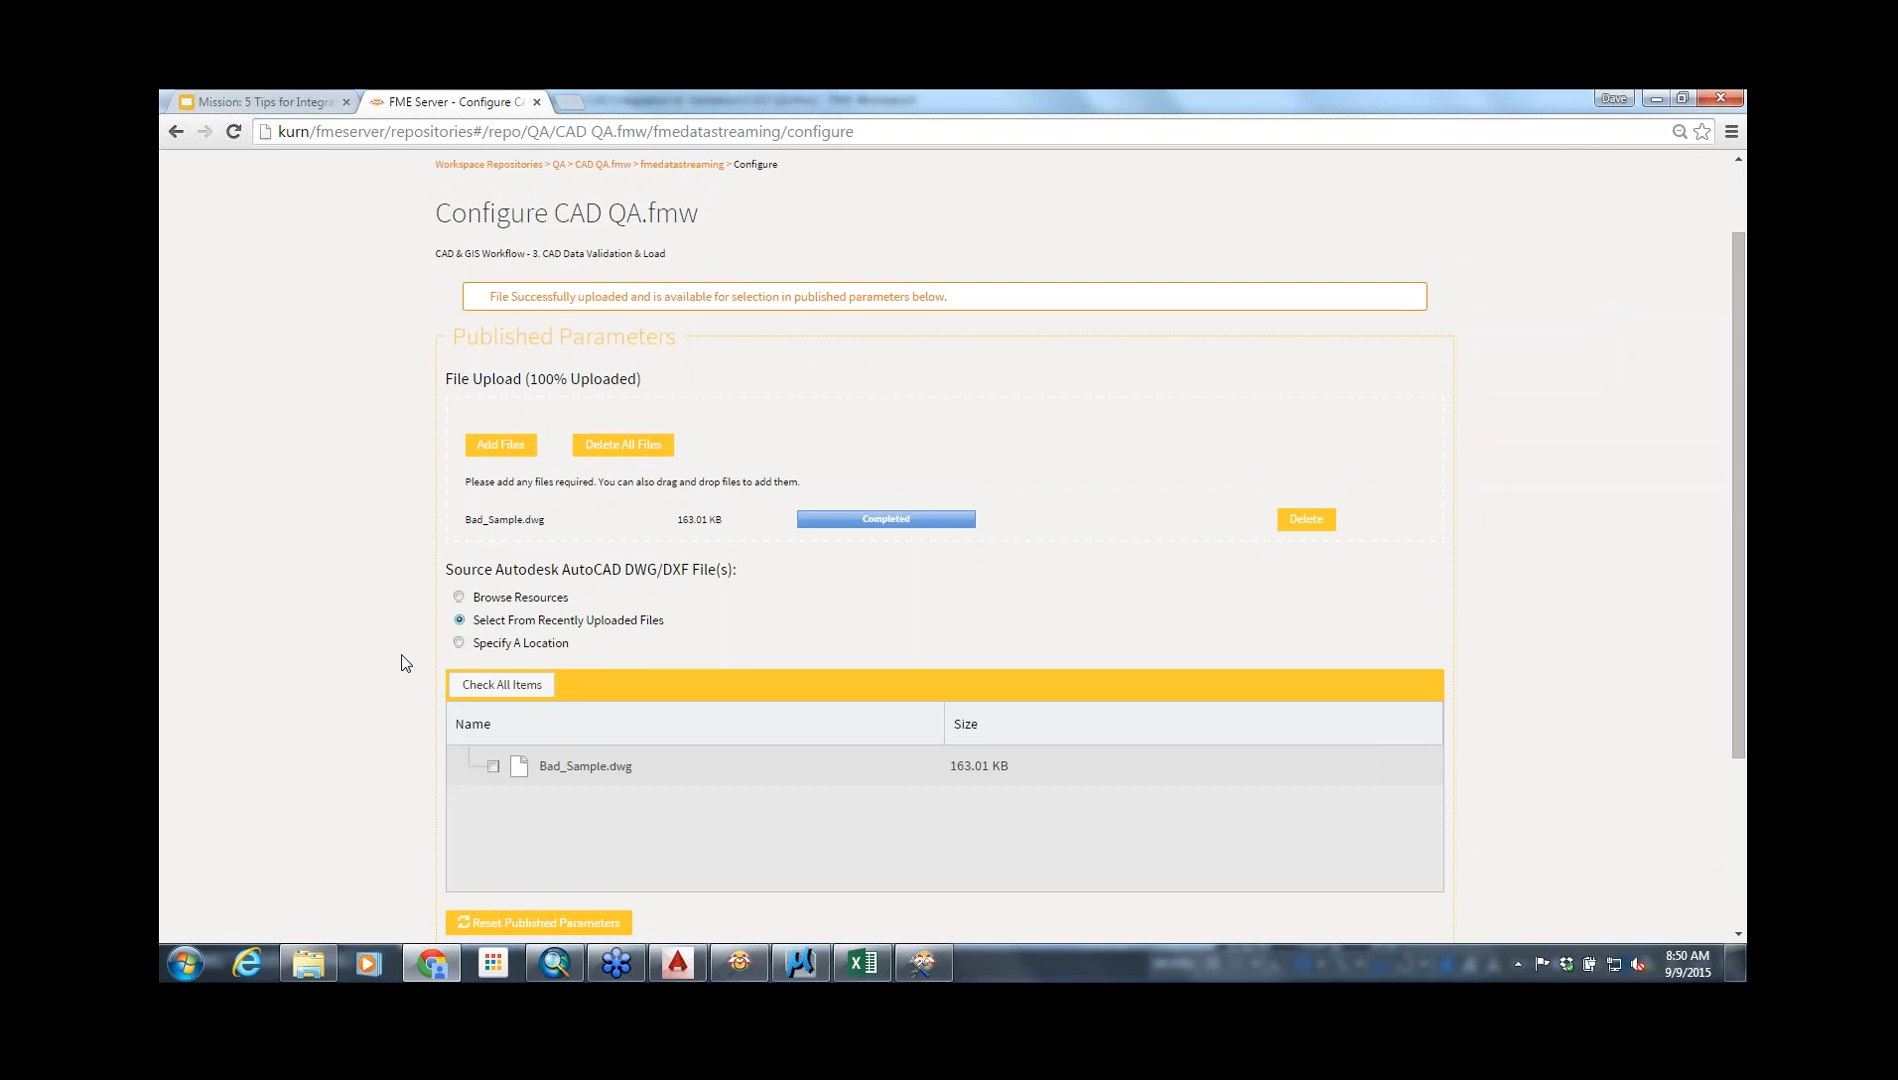 Mission: 5 Tips for Integra
FME Server - Configure CA
Dave
kurn/fmeserver/repositories#/repo/QA/CAD QA.fmw/fmedatastreaming/configure
Workspace Repositories > QA > CAD QA.fmw > fmedatastreaming > Configure
Configure CAD QA.fmw
CAD & GIS Workflow - 3. CAD Data Validation & Load
File Successfully uploaded and is available for selection in published parameters below.
Published Parameters
File Upload (100% Uploaded)
Add Files
Delete All Files
Please add any files required. You can also drag and drop files to add them.
Bad_Sample.dwg 163.01 KB Completed Delete
Source Autodesk AutoCAD DWG/DXF File(s):
Browse Resources
Select From Recently Uploaded Files
Specify A Location
Check All Items
Name Size
Bad_Sample.dwg 163.01 KB
Reset Published Parameters
8:50 AM
9/9/2015